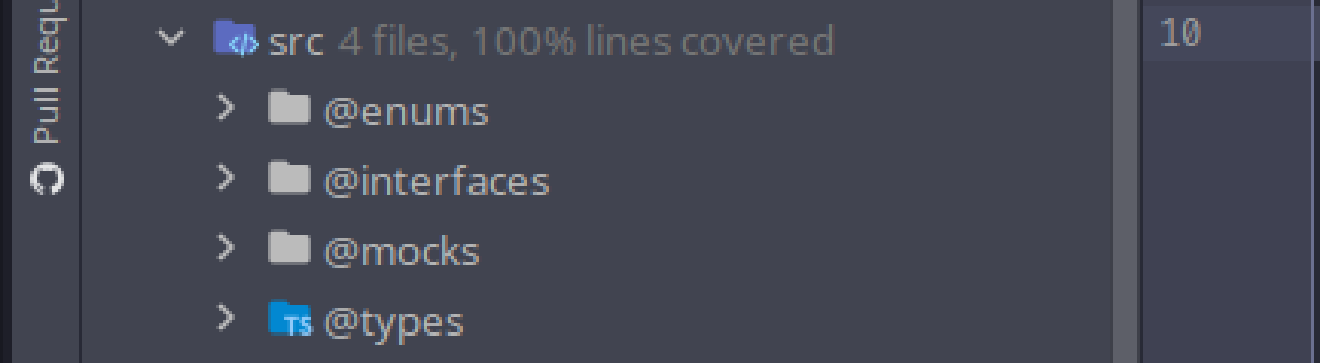 src 4 files, 100% lines covered
@enums
@interfaces
@mocks
TS @types
Pull Requ
10